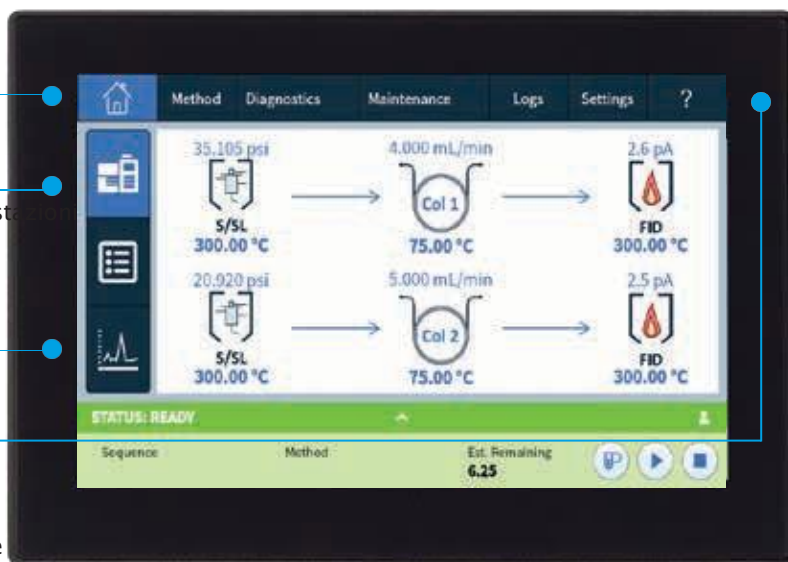 Method Diagnostics Maintenance Logs Settings ?
35.105 psi 4.000 mL/min 2.6 pA
Col 1
S/SL FID
300.00 °C 75.00 °C 300.00 °C
20.920 psi 5.000 mL/min 2.5 pA
Col 2
S/SL FID
300.00 °C 75.00 °C 300.00 °C
STATUS: READY
Sequence Method Est. Remaining
6.25
e